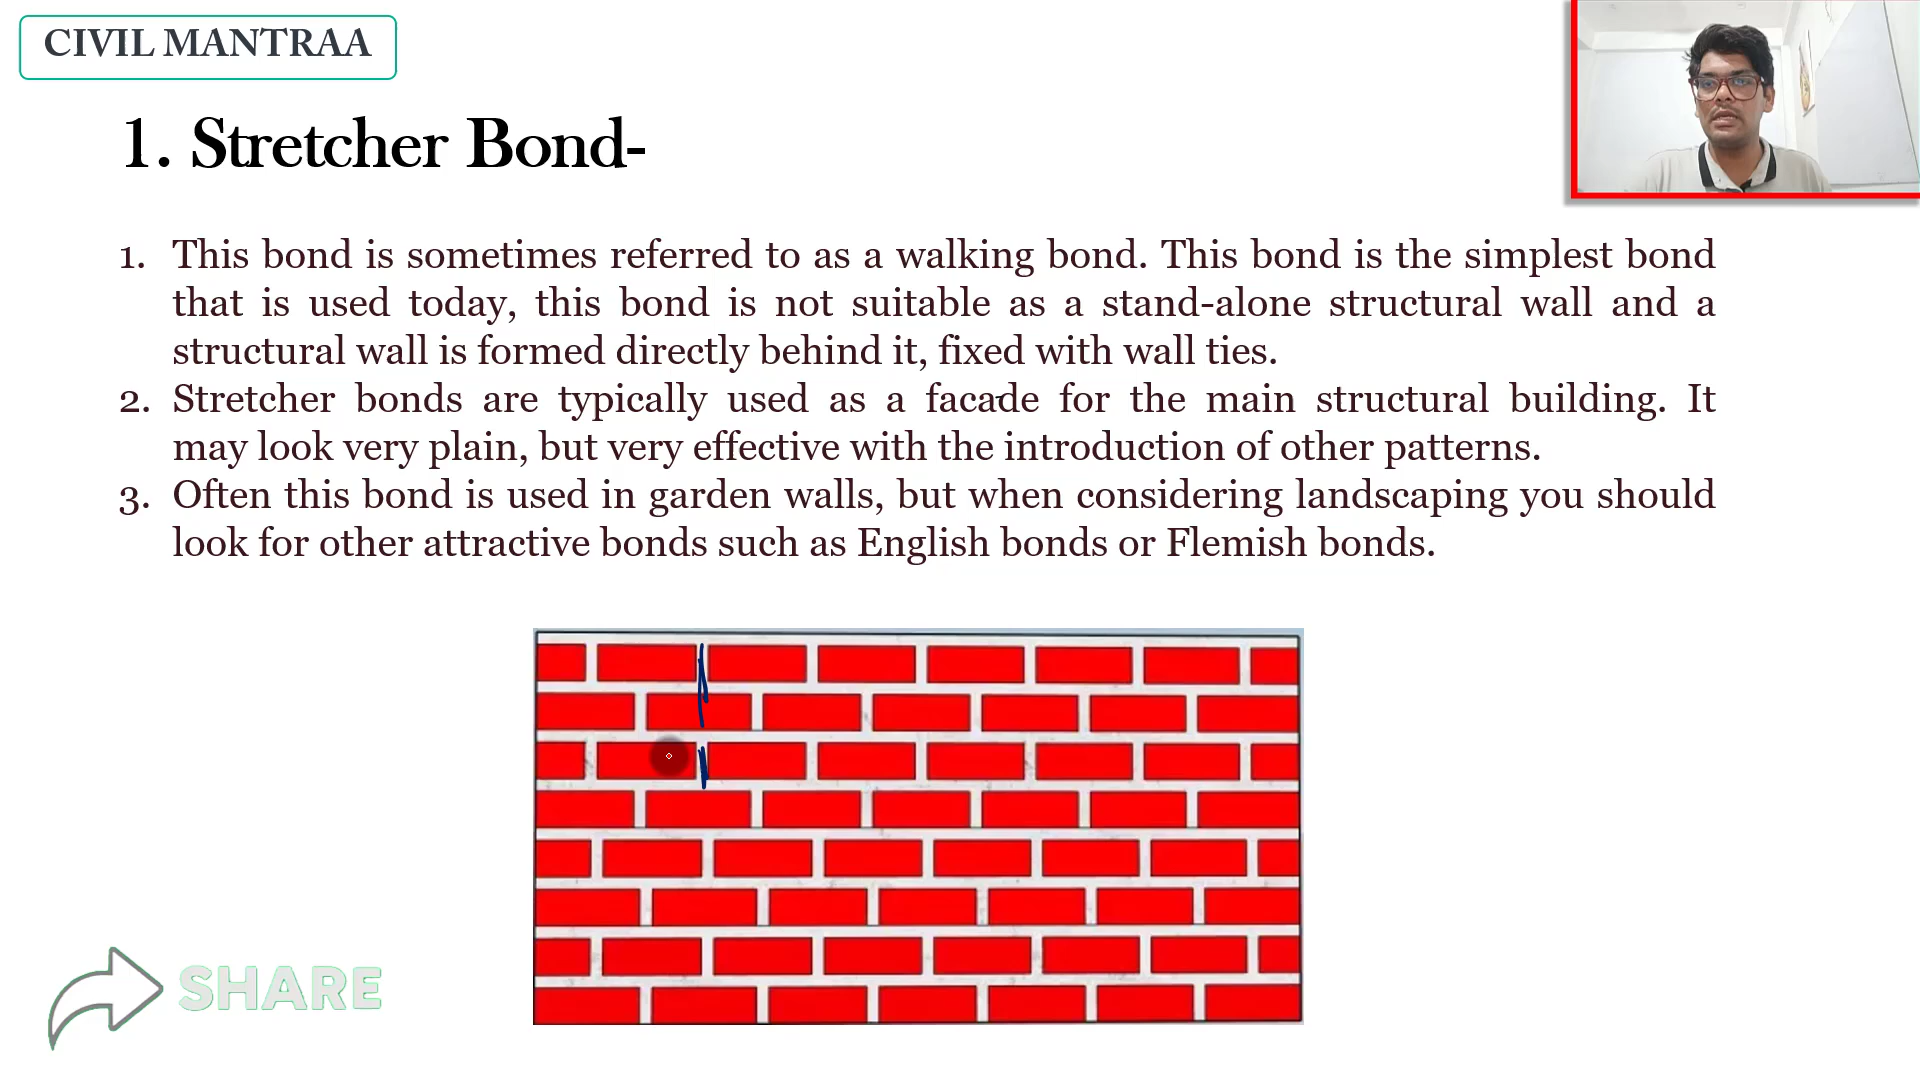 CIVIL MANTRAA
1. Stretcher Bond-
1. This bond is sometimes referred to as a walking bond. This bond is the simplest bond
that is used today, this bond is not suitable as a stand-alone structural wall and a
structural wall is formed directly behind it, fixed with wall ties.
2. Stretcher bonds are typically used as a facade for the main structural building. It
may look very plain, but very effective with the introduction of other patterns.
3. Often this bond is used in garden walls, but when considering landscaping you should
look for other attractive bonds such as English bonds or Flemish bonds.
SHARE